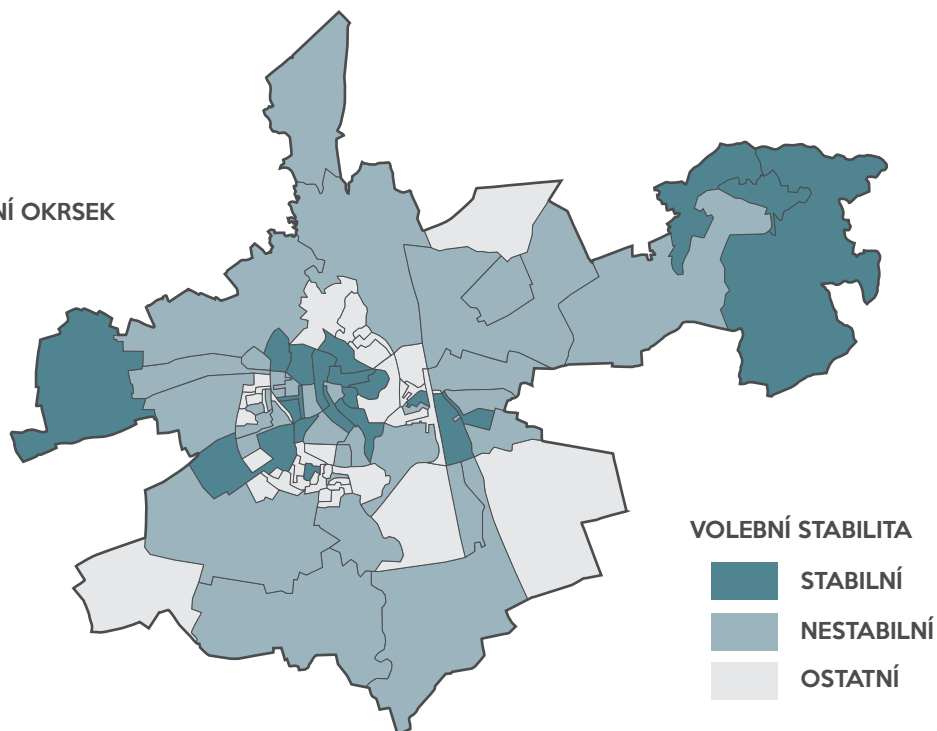 NÍ OKRSEK
VOLEBNÍ STABILITA
STABILNÍ
NESTABILNÍ
OSTATNÍ